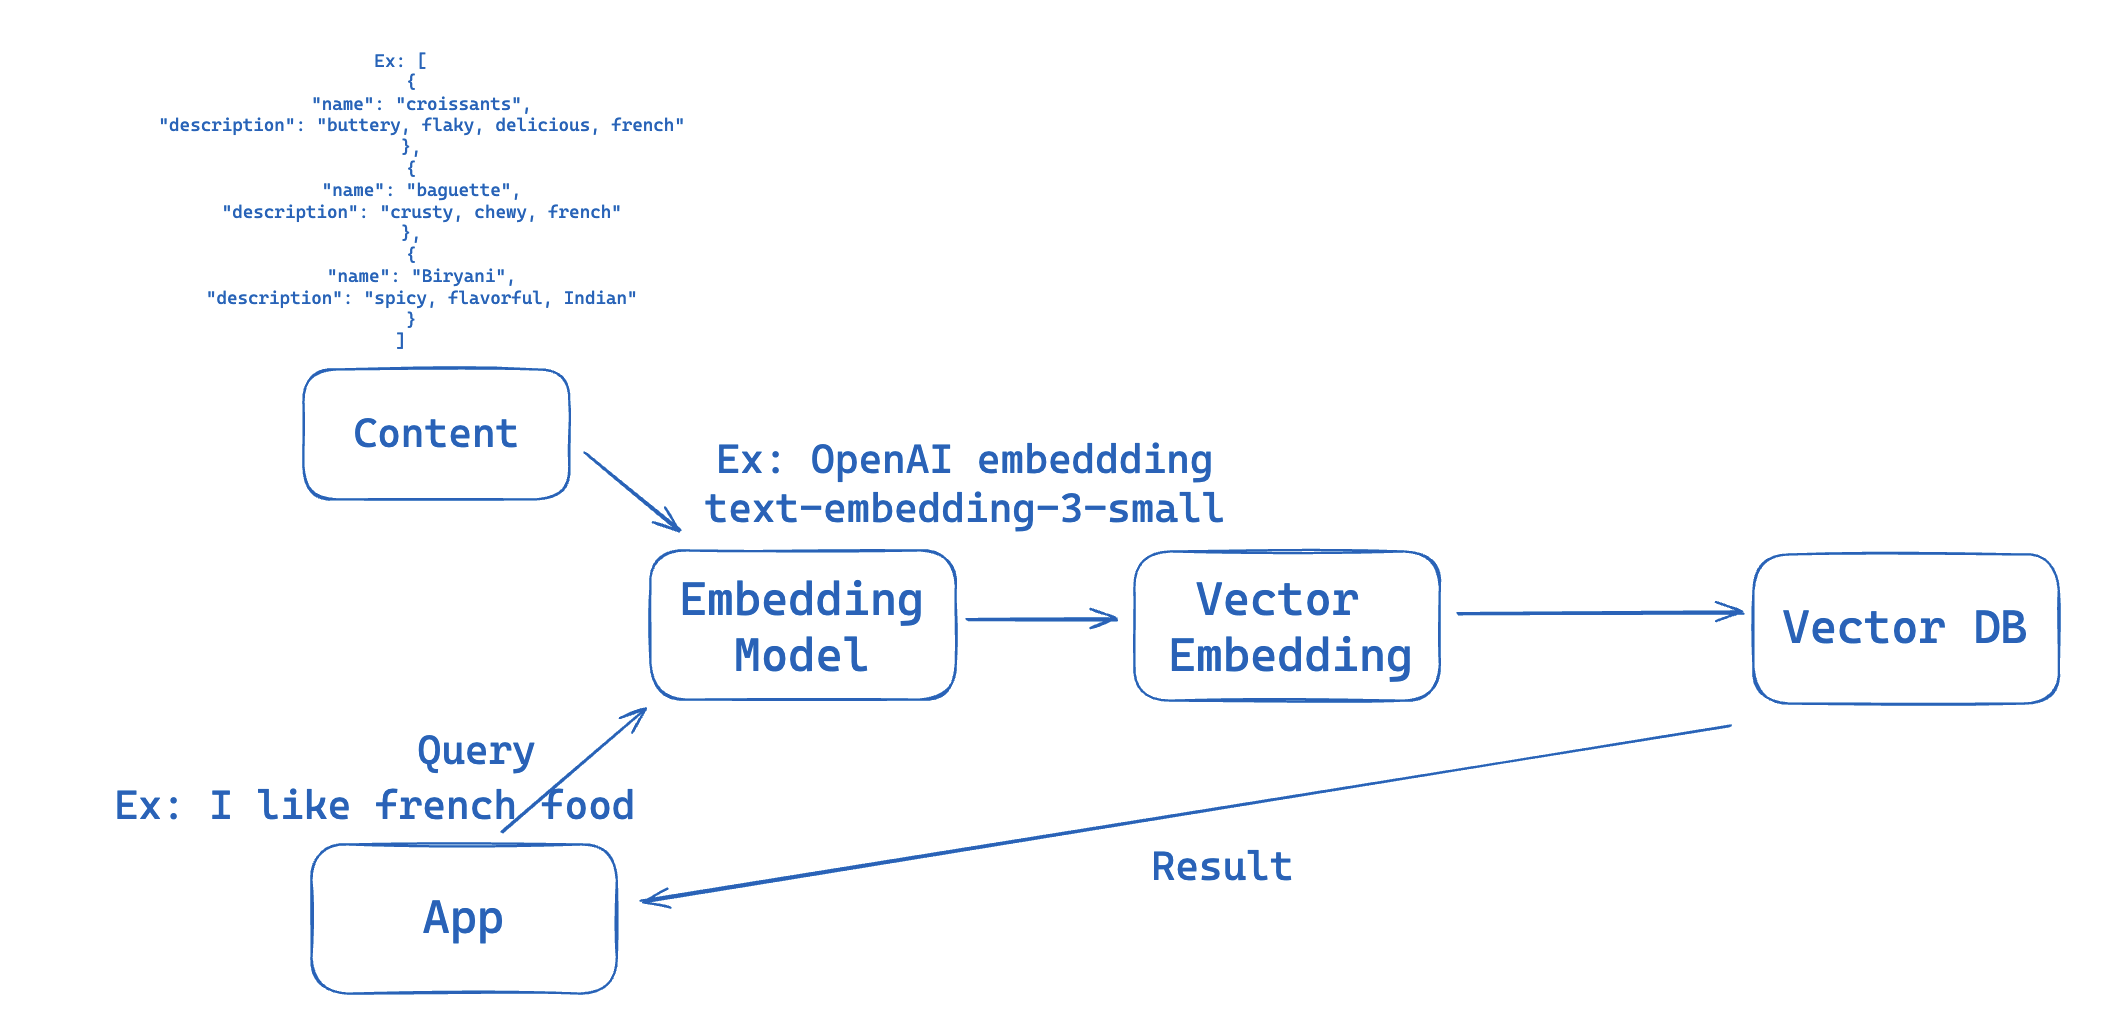 Ex: [
{
"name": "croissants",
"description": "buttery, flaky, delicious, french"
},
{
"name": "baguette",
"description": "crusty, chewy, french"
},
{
"name": "Biryani",
"description": "spicy, flavorful, Indian"
}
]
Content
Ex: OpenAI embeddding
text-embedding-3-small
Embedding
Model
Vector
Embedding
Vector DB
Query
Ex: I like french food
App
Result